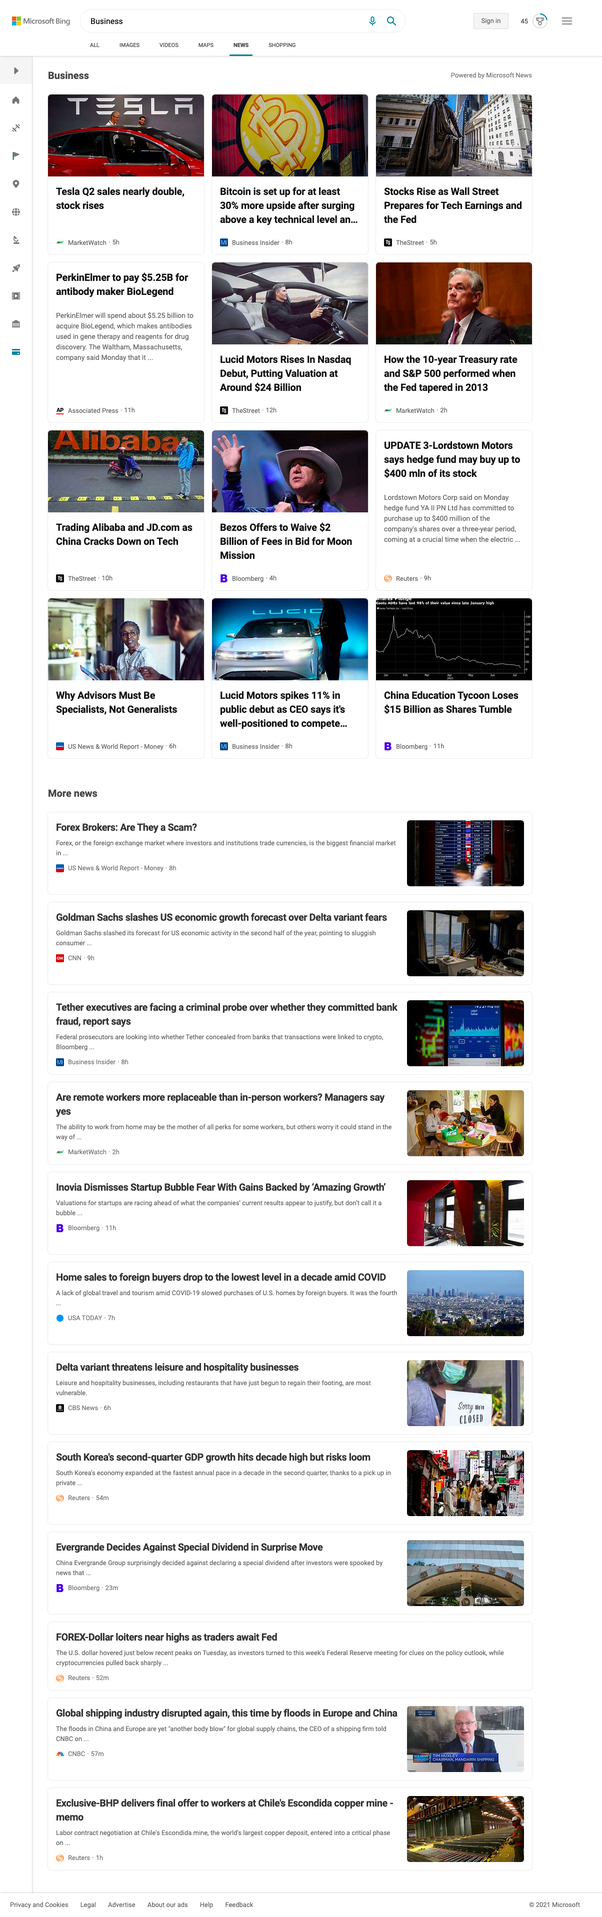 Microsoft Bing
Business
Sign in
45
ALL IMAGES VIDEOS MAPS NEWS SHOPPING
Business
Powered by Microsoft News
TESLA
Tesla Q2 sales nearly double,
stock rises
MarketWatch · 5h
Bitcoin is set up for at least
30% more upside after surging
above a key technical level an...
Business Insider · 8h
Stocks Rise as Wall Street
Prepares for Tech Earnings and
the Fed
TheStreet · 5h
PerkinElmer to pay $5.25B for
antibody maker BioLegend
PerkinElmer will spend about $5.25 billion to
acquire BioLegend, which makes antibodies
used in gene therapy and reagents for drug
discovery. The Waltham, Massachusetts,
company said Monday that it ...
AP Associated Press · 11h
Lucid Motors Rises In Nasdaq
Debut, Putting Valuation at
Around $24 Billion
TheStreet · 12h
How the 10-year Treasury rate
and S&P 500 performed when
the Fed tapered in 2013
MarketWatch · 2h
Alibaba
Trading Alibaba and JD.com as
China Cracks Down on Tech
TheStreet · 10h
Bezos Offers to Waive $2
Billion of Fees in Bid for Moon
Mission
Bloomberg · 4h
UPDATE 3-Lordstown Motors
says hedge fund may buy up to
$400 mln of its stock
Lordstown Motors Corp said on Monday
hedge fund YA II PN Ltd has committed to
purchase up to $400 million of the
company's shares over a three-year period,
coming at a crucial time when the electric ...
Reuters · 9h
Why Advisors Must Be
Specialists, Not Generalists
US News & World Report - Money · 6h
LUCID
Lucid Motors spikes 11% in
public debut as CEO says it's
well-positioned to compete...
Business Insider · 8h
China Education Tycoon Loses
$15 Billion as Shares Tumble
Bloomberg · 11h
More news
Forex Brokers: Are They a Scam?
Forex, or the foreign exchange market where investors and institutions trade currencies, is the biggest financial market
in ...
US News & World Report - Money · 8h
Goldman Sachs slashes US economic growth forecast over Delta variant fears
Goldman Sachs slashed its forecast for US economic activity in the second half of the year, pointing to sluggish
consumer ...
CNN · 9h
Tether executives are facing a criminal probe over whether they committed bank
fraud, report says
Federal prosecutors are looking into whether Tether concealed from banks that transactions were linked to crypto,
Bloomberg ...
Business Insider · 8h
Are remote workers more replaceable than in-person workers? Managers say
yes
The ability to work from home may be the mother of all perks for some workers, but others worry it could stand in the
way of ...
MarketWatch · 2h
Inovia Dismisses Startup Bubble Fear With Gains Backed by ‘Amazing Growth’
Valuations for startups are racing ahead of what the companies’ current results appear to justify, but don’t call it a
bubble ...
Bloomberg · 11h
Home sales to foreign buyers drop to the lowest level in a decade amid COVID
A lack of global travel and tourism amid COVID-19 slowed purchases of U.S. homes by foreign buyers. It was the fourth
...
USA TODAY · 7h
Delta variant threatens leisure and hospitality businesses
Leisure and hospitality businesses, including restaurants that have just begun to regain their footing, are most
vulnerable.
CBS News · 6h
Sorry We're
CLOSED
South Korea's second-quarter GDP growth hits decade high but risks loom
South Korea's economy expanded at the fastest annual pace in a decade in the second quarter, thanks to a pick up in
private ...
Reuters · 54m
Evergrande Decides Against Special Dividend in Surprise Move
China Evergrande Group surprisingly decided against declaring a special dividend after investors were spooked by
news that ...
Bloomberg · 23m
FOREX-Dollar loiters near highs as traders await Fed
The U.S. dollar hovered just below recent peaks on Tuesday, as investors turned to this week's Federal Reserve meeting for clues on the policy outlook, while
cryptocurrencies pulled back sharply ...
Reuters · 52m
Global shipping industry disrupted again, this time by floods in Europe and China
The floods in China and Europe are yet "another body blow" for global supply chains, the CEO of a shipping firm told
CNBC on ...
CNBC · 57m
TIM HUXLEY
CHAIRMAN, MANDARIN SHIPPING
Exclusive-BHP delivers final offer to workers at Chile's Escondida copper mine -
memo
Labor contract negotiation at Chile's Escondida mine, the world's largest copper deposit, entered into a critical phase
on ...
Reuters · 1h
Privacy and Cookies Legal Advertise About our ads Help Feedback
© 2021 Microsoft